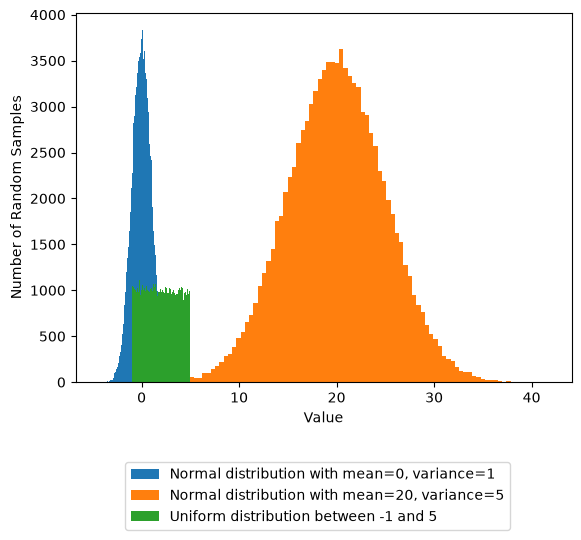 4000
3500
3000
2500
2000
1500
1000
500
0
Number of Random Samples
0 10 20 30 40
Value
Normal distribution with mean=0, variance=1
Normal distribution with mean=20, variance=5
Uniform distribution between -1 and 5